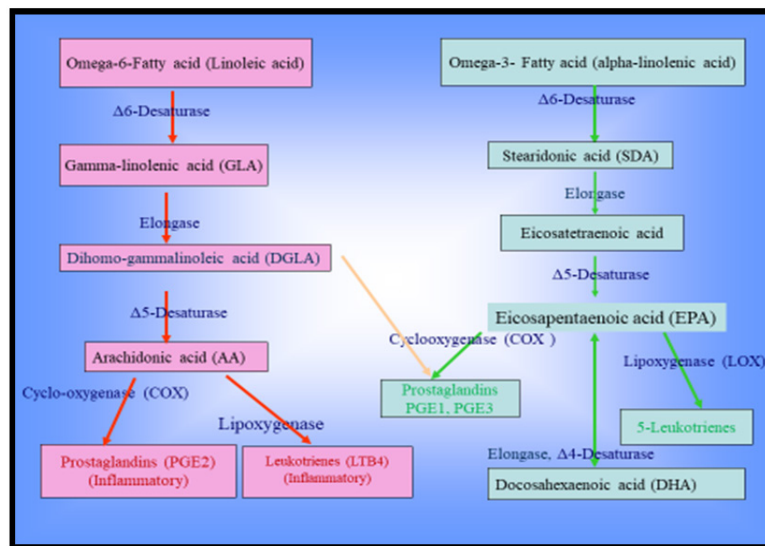 Omega-6-Fatty acid (Linoleic acid)
Δ6-Desaturase
Gamma-linolenic acid (GLA)
Elongase
Dihomo-gammalinoleic acid (DGLA)
Δ5-Desaturase
Arachidonic acid (AA)
Cyclo-oxygenase (COX)
Lipoxygenase
Prostaglandins (PGE2)
(Inflammatory)
Leukotrienes (LTB4)
(Inflammatory)
Omega-3- Fatty acid (alpha-linolenic acid)
Δ6-Desaturase
Stearidonic acid (SDA)
Elongase
Eicosatetraenoic acid
Δ5-Desaturase
Eicosapentaenoic acid (EPA)
Cyclooxygenase (COX )
Lipoxygenase (LOX)
Prostaglandins
PGE1, PGE3
5-Leukotrienes
Elongase, Δ4-Desaturase
Docosahexaenoic acid (DHA)